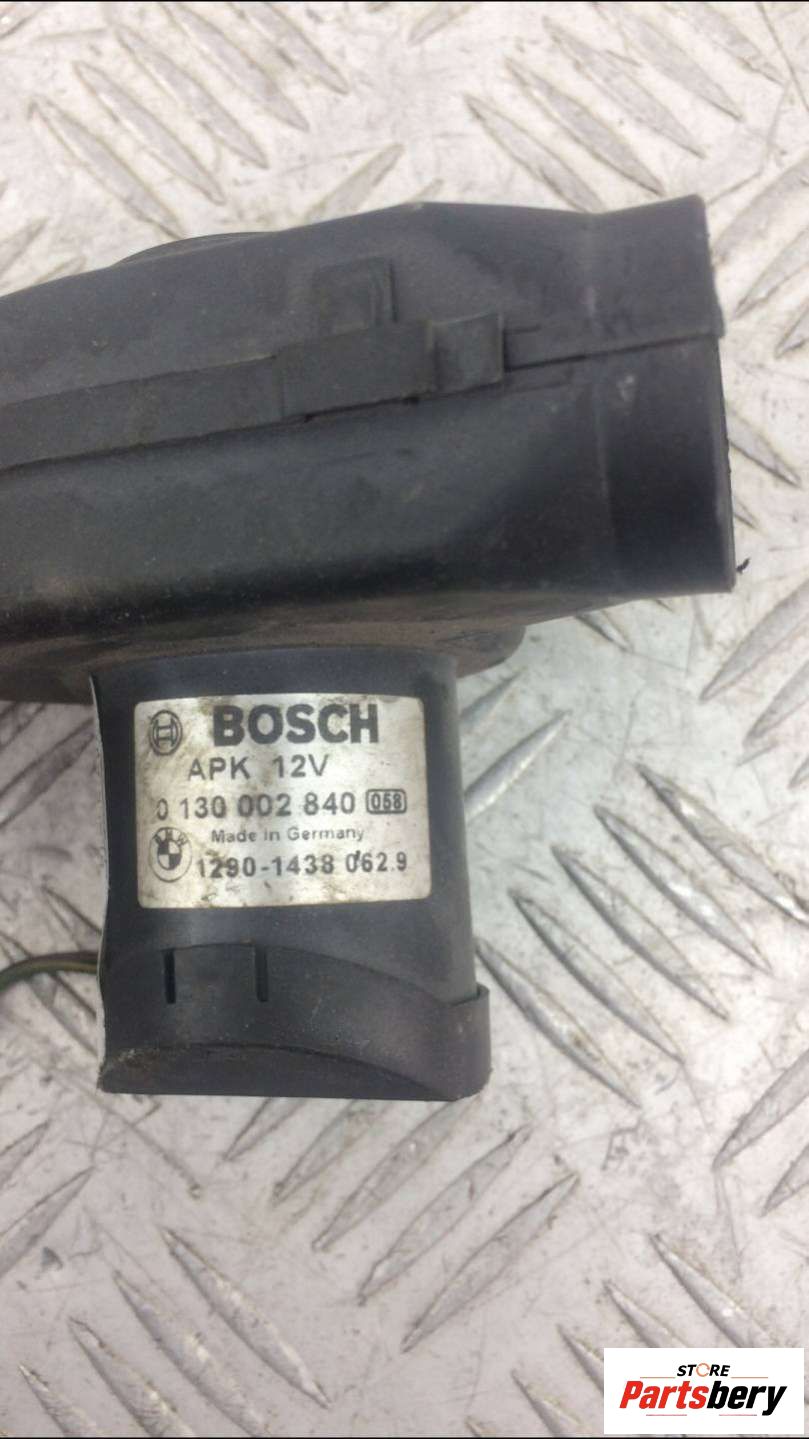 BOSCH
APK 12V
0 130 002 840 058
Made in Germany
1290-1438 062.9
STORE
Partsbery